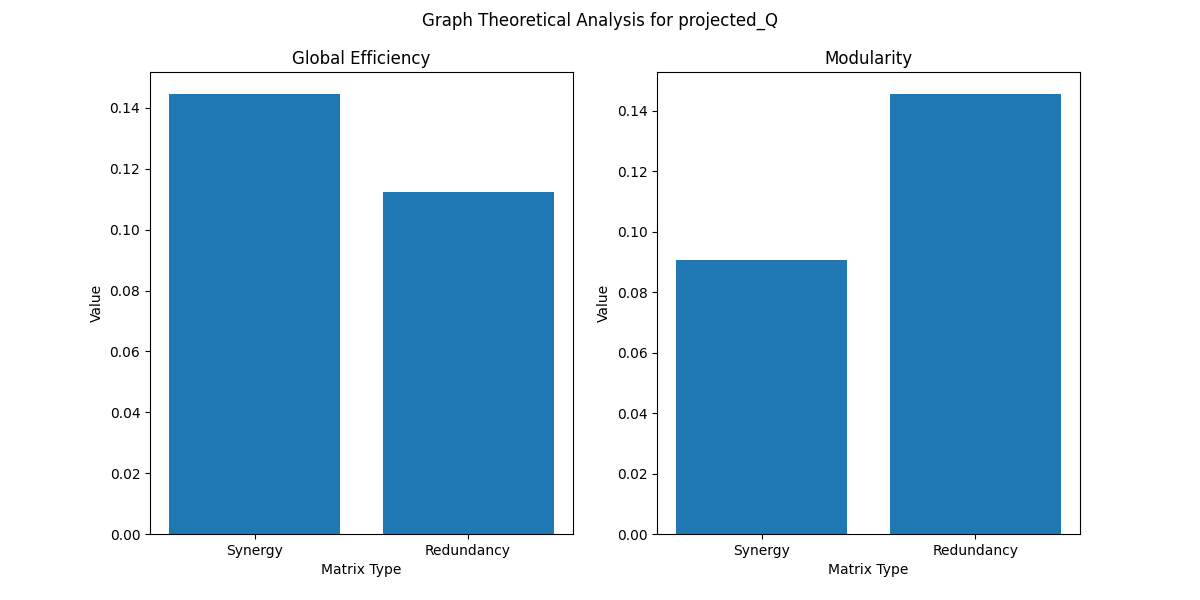 Graph Theoretical Analysis for projected_Q
Global Efficiency
0.14
0.12
0.10
0.08
0.06
0.04
0.02
0.00
Value
Synergy Redundancy
Matrix Type
Modularity
0.14
0.12
0.10
0.08
0.06
0.04
0.02
0.00
Value
Synergy Redundancy
Matrix Type